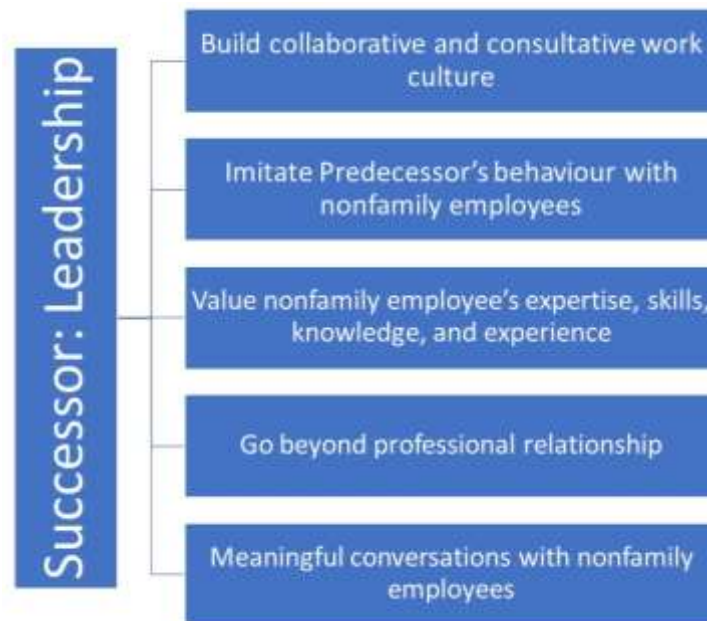 Successor: Leadership
Build collaborative and consultative work
culture
Imitate Predecessor's behaviour with
nonfamily employees
Value nonfamily employee's expertise, skills,
knowledge, and experience
Go beyond professional relationship
Meaningful conversations with nonfamily
employees